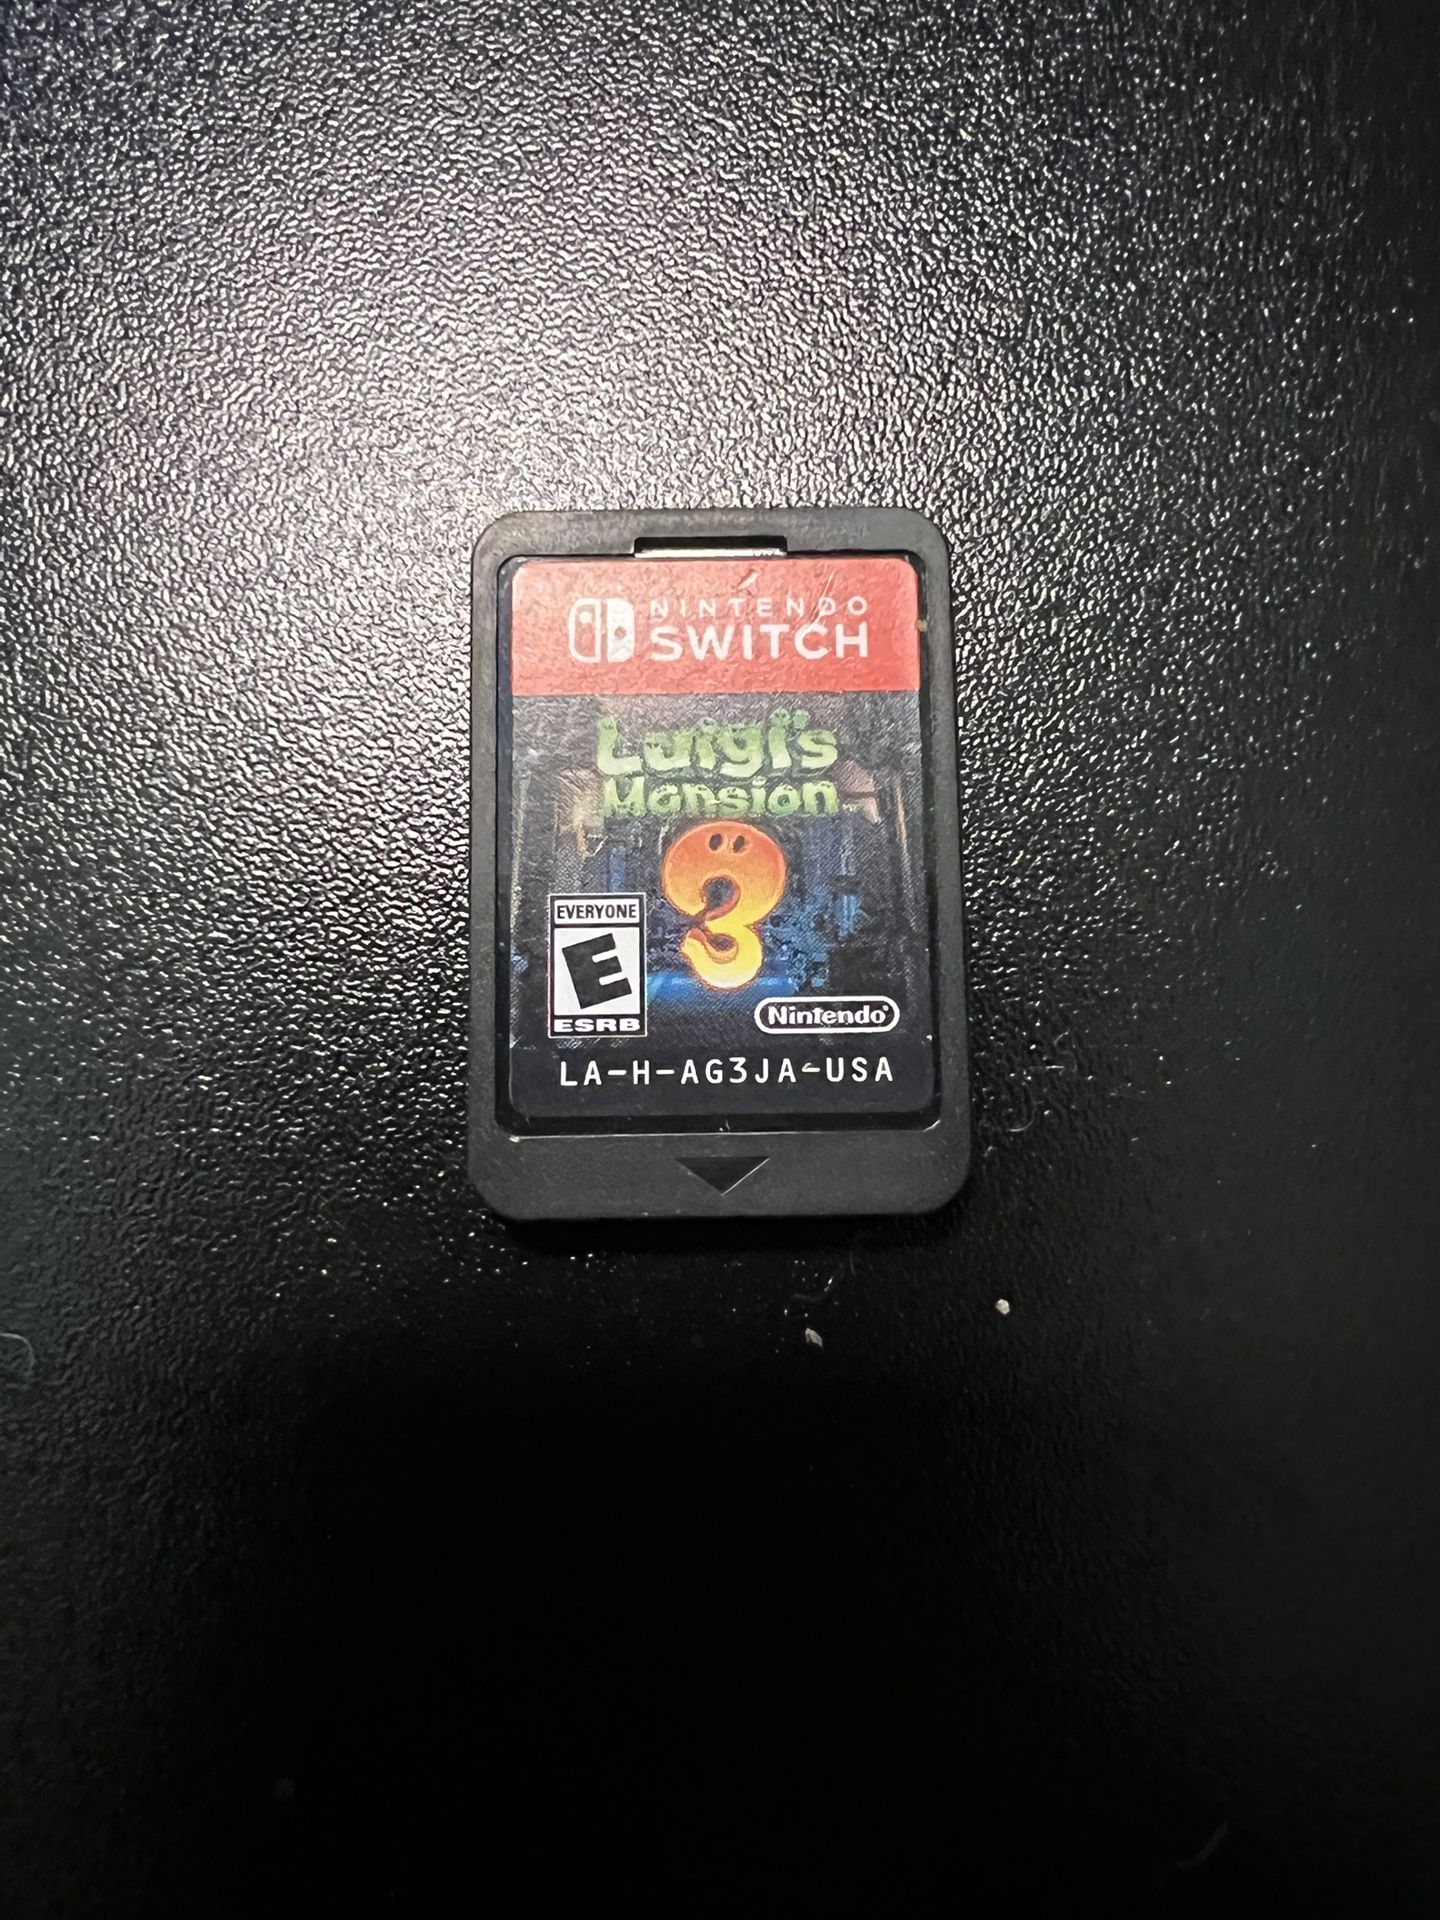 NINTENDO
SWITCH
Luigi's
Mansion
3
EVERYONE
E
ESRB
Nintendo
LA-H-AG3JA-USA